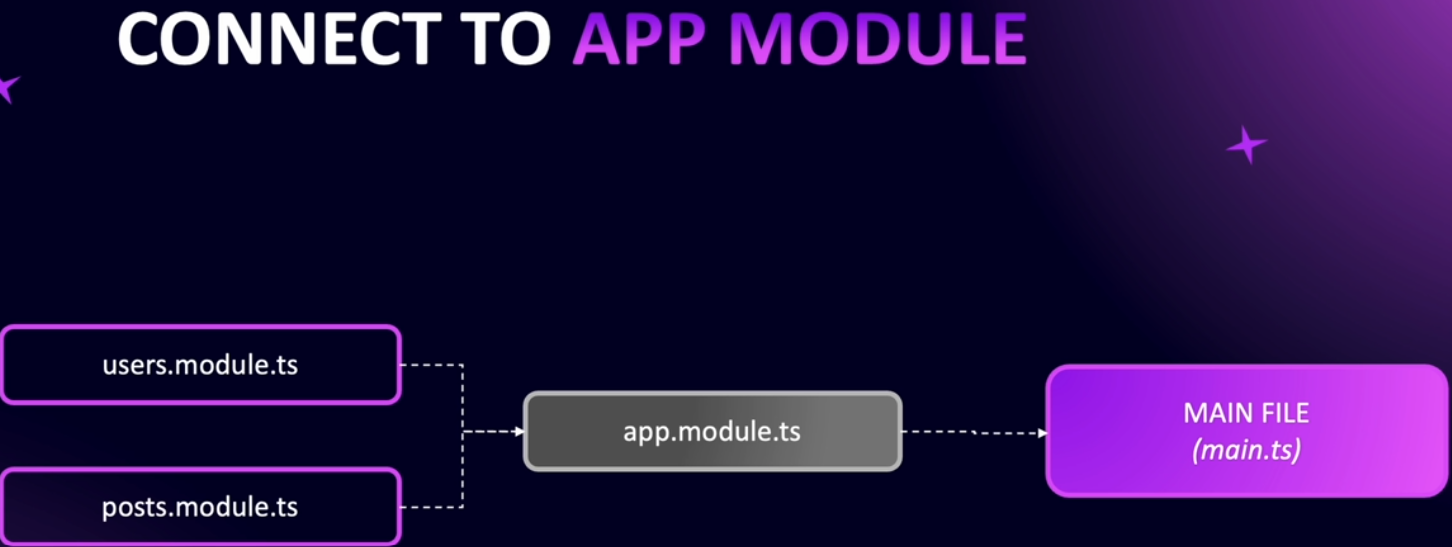 CONNECT TO APP MODULE
users.module.ts
posts.module.ts
app.module.ts
MAIN FILE
(main.ts)